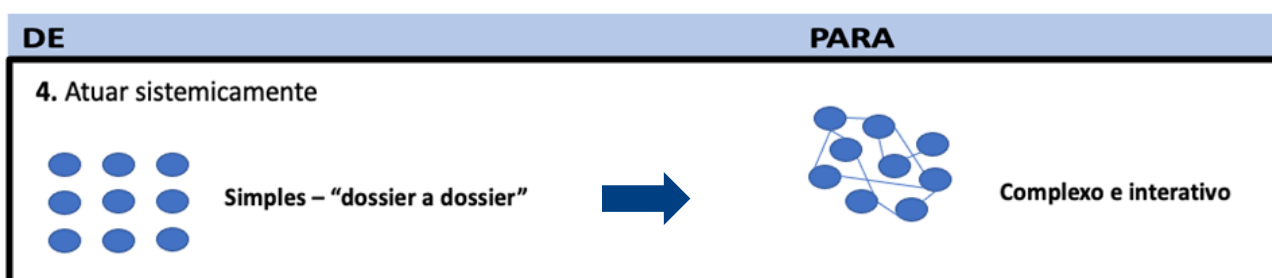 DE PARA
4. Atuar sistemicamente
Simples – “dossier a dossier” Complexo e interativo